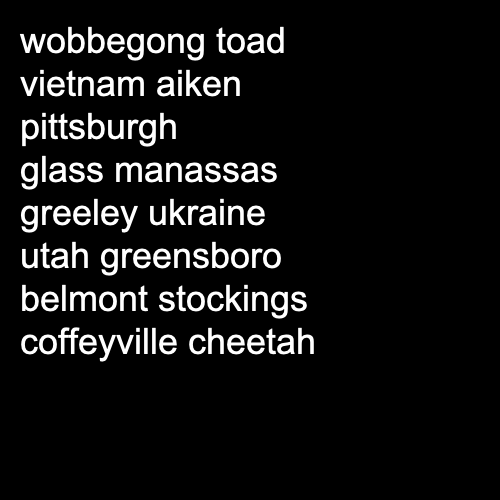 wobbegong toad
vietnam aiken
pittsburgh
glass manassas
greeley ukraine
utah greensboro
belmont stockings
coffeyville cheetah